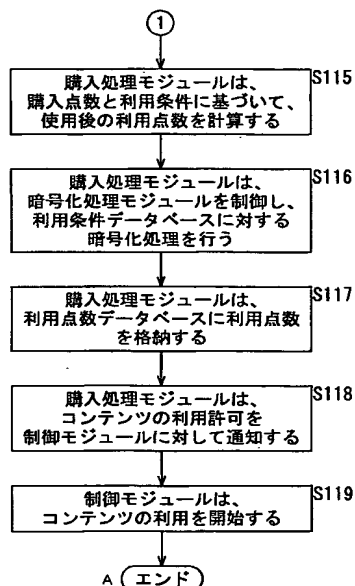 1
購入処理モジュールは、
購入点数と利用条件に基づいて、
使用後の利用点数を計算する
S115
購入処理モジュールは、
暗号化処理モジュールを制御し、
利用条件データベースに対する
暗号化処理を行う
S116
購入処理モジュールは、
利用点数データベースに利用点数
を格納する
S117
購入処理モジュールは、
コンテンツの利用許可を
制御モジュールに対して通知する
S118
制御モジュールは、
コンテンツの利用を開始する
S119
A エンド